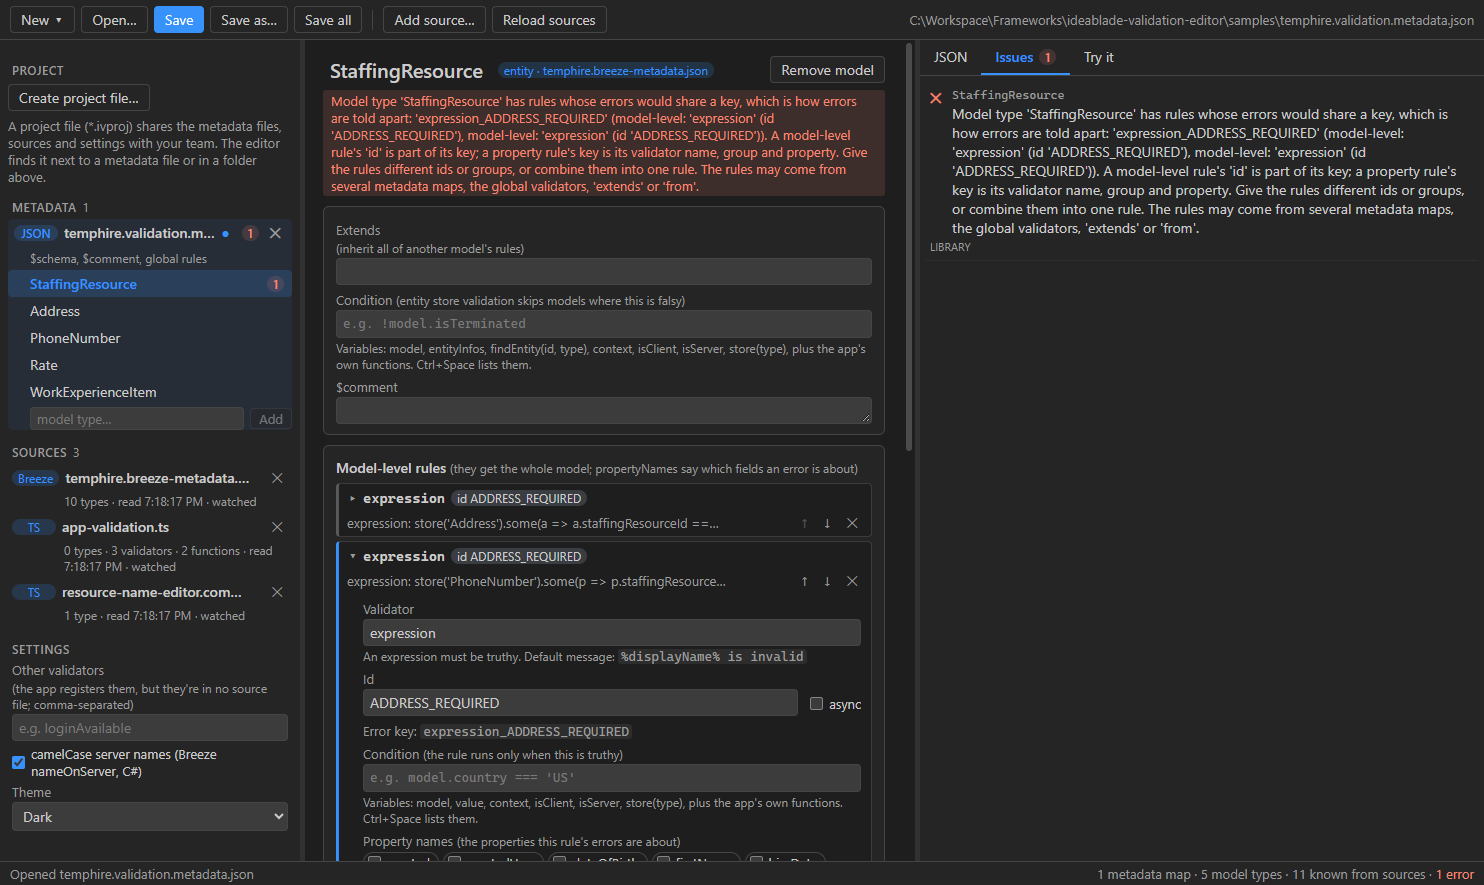 New ▾ Open... Save Save as... Save all Add source... Reload sources C:\Workspace\Frameworks\ideablade-validation-editor\samples\temphire.validation.metadata.json
PROJECT
Create project file...
A project file (*.ivproj) shares the metadata files,
sources and settings with your team. The editor
finds it next to a metadata file or in a folder
above.
METADATA 1
JSON temphire.validation.m... ● 1 ✕
$schema, $comment, global rules
StaffingResource 1
Address
PhoneNumber
Rate
WorkExperienceItem
model type... Add
SOURCES 3
Breeze temphire.breeze-metadata.... ✕
10 types · read 7:18:17 PM · watched
TS app-validation.ts ✕
0 types · 3 validators · 2 functions · read
7:18:17 PM · watched
TS resource-name-editor.com... ✕
1 type · read 7:18:17 PM · watched
SETTINGS
Other validators
(the app registers them, but they're in no source
file; comma-separated)
e.g. loginAvailable
camelCase server names (Breeze
nameOnServer, C#)
Theme
Dark
StaffingResource entity · temphire.breeze-metadata.json Remove model
Model type 'StaffingResource' has rules whose errors would share a key, which is how errors
are told apart: 'expression_ADDRESS_REQUIRED' (model-level: 'expression' (id
'ADDRESS_REQUIRED'), model-level: 'expression' (id 'ADDRESS_REQUIRED')). A model-level
rule's 'id' is part of its key; a property rule's key is its validator name, group and property. Give
the rules different ids or groups, or combine them into one rule. The rules may come from
several metadata maps, the global validators, 'extends' or 'from'.
Extends
(inherit all of another model's rules)
Condition (entity store validation skips models where this is falsy)
e.g. !model.isTerminated
Variables: model, entityInfos, findEntity(id, type), context, isClient, isServer, store(type), plus the app's
own functions. Ctrl+Space lists them.
$comment
Model-level rules (they get the whole model; propertyNames say which fields an error is about)
▸ expression id ADDRESS_REQUIRED
expression: store('Address').some(a => a.staffingResourceId ==... ↑ ↓ ✕
▾ expression id ADDRESS_REQUIRED
expression: store('PhoneNumber').some(p => p.staffingResource... ↑ ↓ ✕
Validator
expression
An expression must be truthy. Default message: %displayName% is invalid
Id
ADDRESS_REQUIRED async
Error key: expression_ADDRESS_REQUIRED
Condition (the rule runs only when this is truthy)
e.g. model.country === 'US'
Variables: model, value, context, isClient, isServer, store(type), plus the app's own functions.
Ctrl+Space lists them.
Property names (the properties this rule's errors are about)
JSON Issues 1 Try it
✕ StaffingResource
Model type 'StaffingResource' has rules whose errors would share a key, which is
how errors are told apart: 'expression_ADDRESS_REQUIRED' (model-level:
'expression' (id 'ADDRESS_REQUIRED'), model-level: 'expression' (id
'ADDRESS_REQUIRED')). A model-level rule's 'id' is part of its key; a property rule's
key is its validator name, group and property. Give the rules different ids or groups,
or combine them into one rule. The rules may come from several metadata maps,
the global validators, 'extends' or 'from'.
LIBRARY
Opened temphire.validation.metadata.json 1 metadata map · 5 model types · 11 known from sources · 1 error